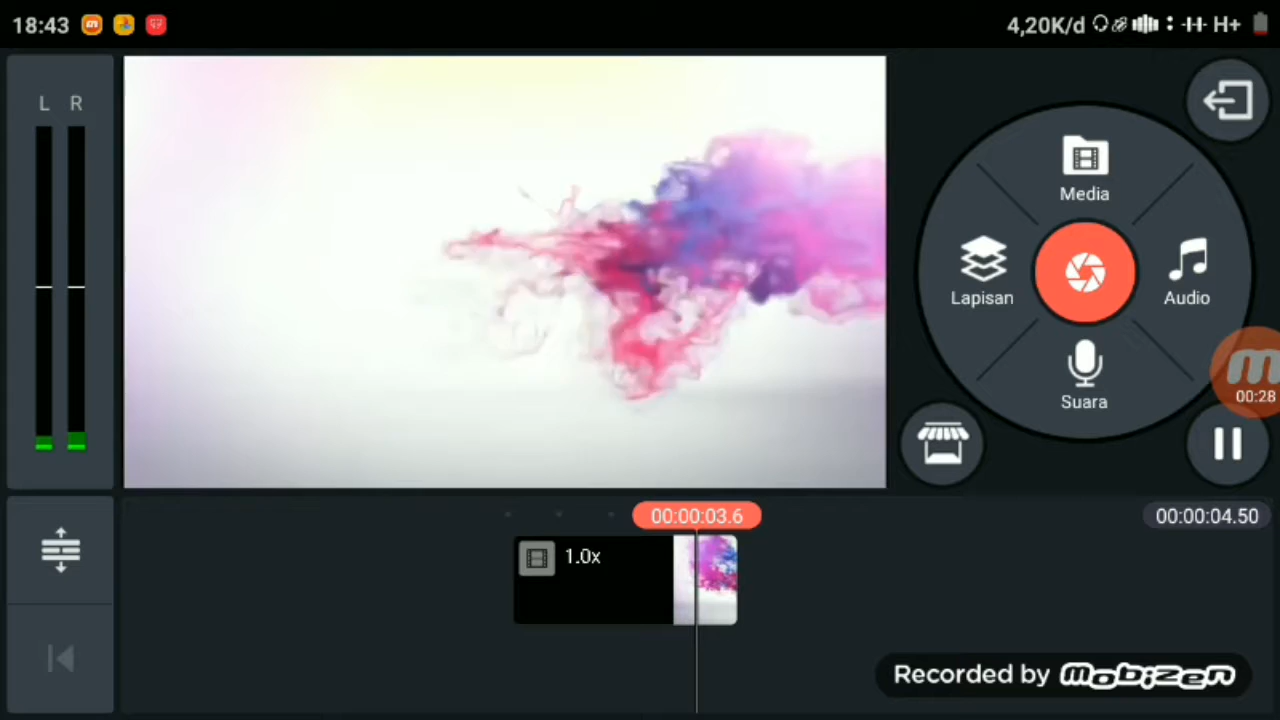 18:43
4,20K/d H+
L R
Media
Lapisan
Audio
Suara
00:28
00:00:03.6
00:00:04.50
1.0x
Recorded by mobizen